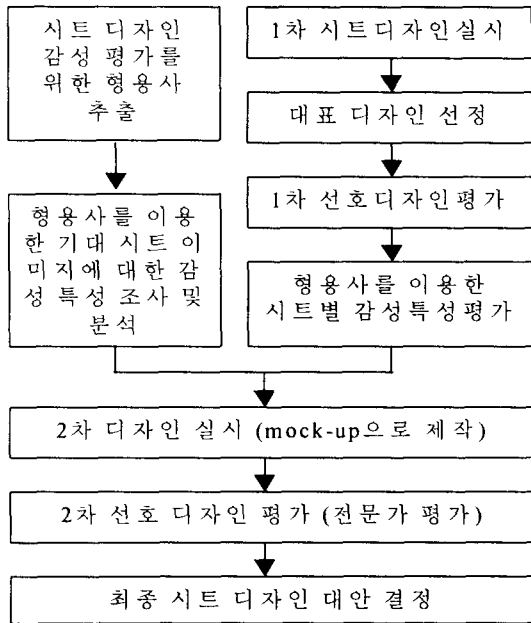 시트 디자인
감성 평가를
위한 형용사
추출
형용사를 이용
한 기대 시트 이
미지에 대한 감
성 특성 조사 및
분석
1차 시트디자인실시
대표 디자인 선정
1차 선호디자인평가
형용사를 이용한
시트별 감성특성평가
2차 디자인 실시 (mock-up으로 제작)
2차 선호 디자인 평가 (전문가 평가)
최종 시트 디자인 대안 결정